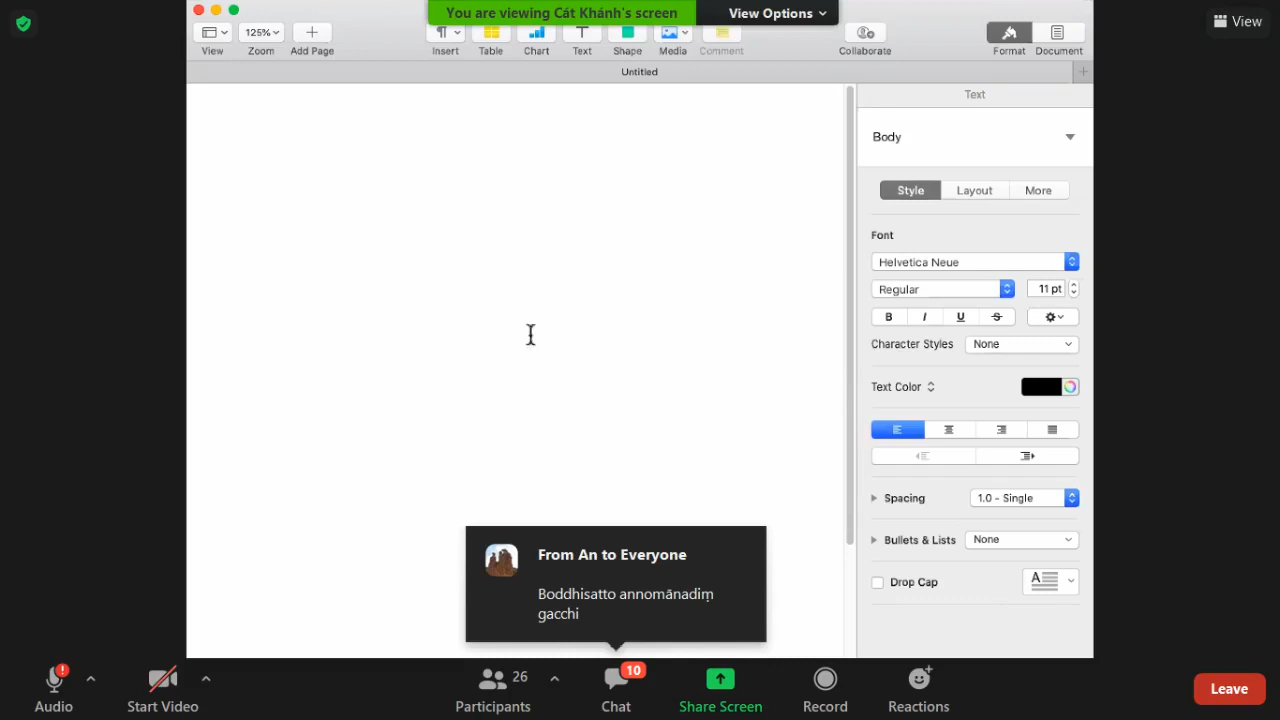 You are viewing Cát Khánh's screen
View Options
View
125%
View
Zoom
Add Page
Insert
Table
Chart
Text
Shape
Media
Comment
Collaborate
Format
Document
Untitled
Text
Body
Style
Layout
More
Font
Helvetica Neue
Regular
11 pt
B
I
U
S
Character Styles
None
Text Color
Spacing
1.0 - Single
Bullets & Lists
None
Drop Cap
A
From An to Everyone
Boddhisatto annomānadiṃ
gacchi
Audio
Start Video
26
Participants
10
Chat
Share Screen
Record
Reactions
Leave